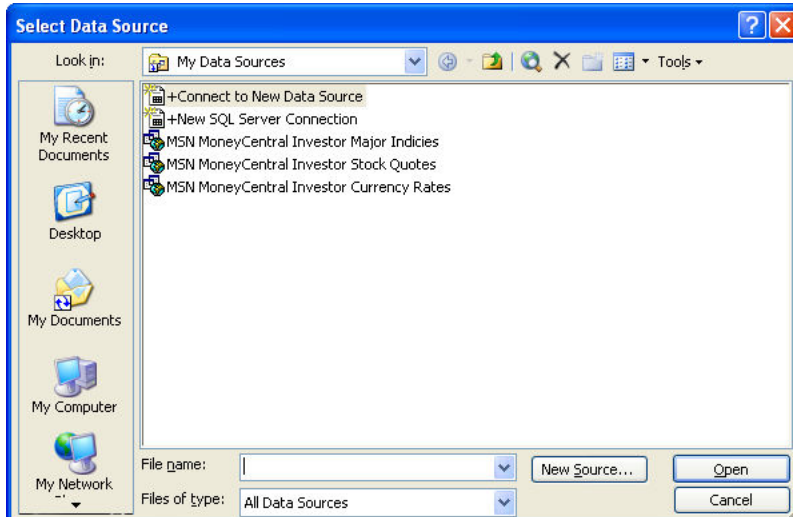 Select Data Source
Look in:
My Data Sources
Tools
+Connect to New Data Source
+New SQL Server Connection
MSN MoneyCentral Investor Major Indicies
MSN MoneyCentral Investor Stock Quotes
MSN MoneyCentral Investor Currency Rates
My Recent
Documents
Desktop
My Documents
My Computer
My Network
File name:
New Source...
Open
Files of type:
All Data Sources
Cancel